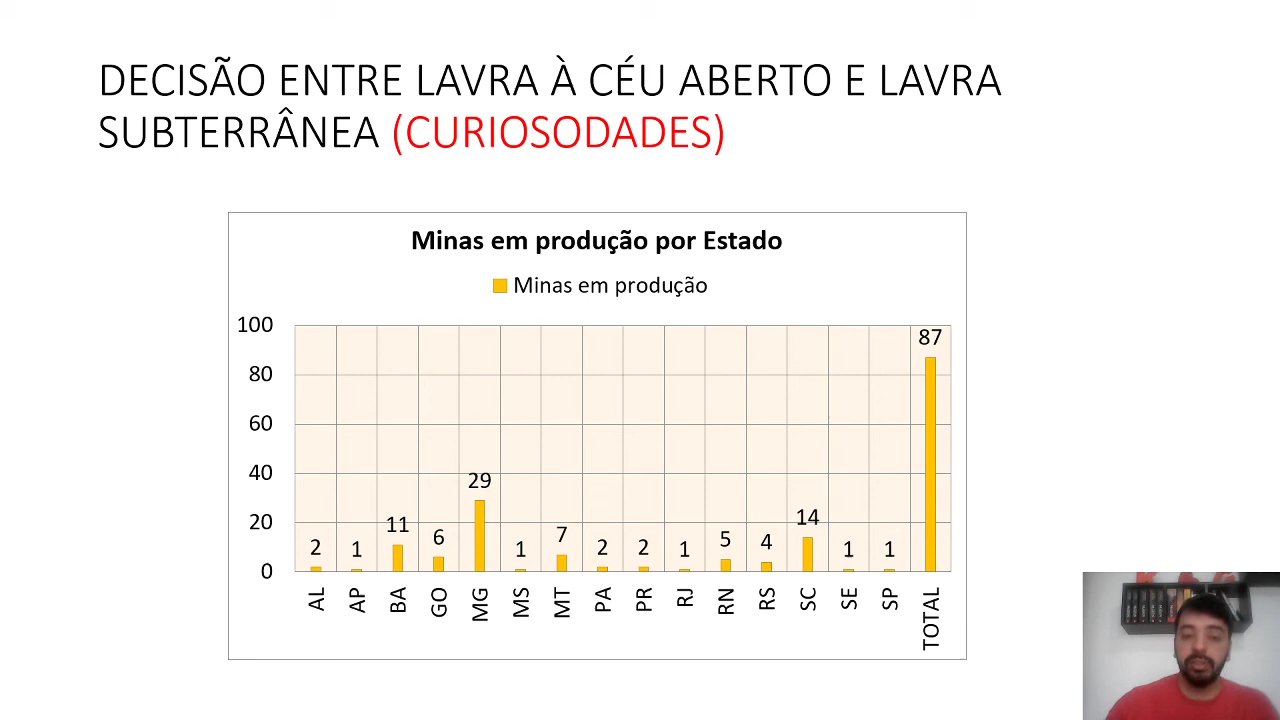 DECISÃO ENTRE LAVRA À CÉU ABERTO E LAVRA
SUBTERRÂNEA (CURIOSODADES)
Minas em produção por Estado
Minas em produção
100
80
60
40
20
0
2 1 11 6 29 1 7 2 2 1 5 4 14 1 1 87
AL AP BA GO MG MS MT PA PR RJ RN RS SC SE SP TOTAL